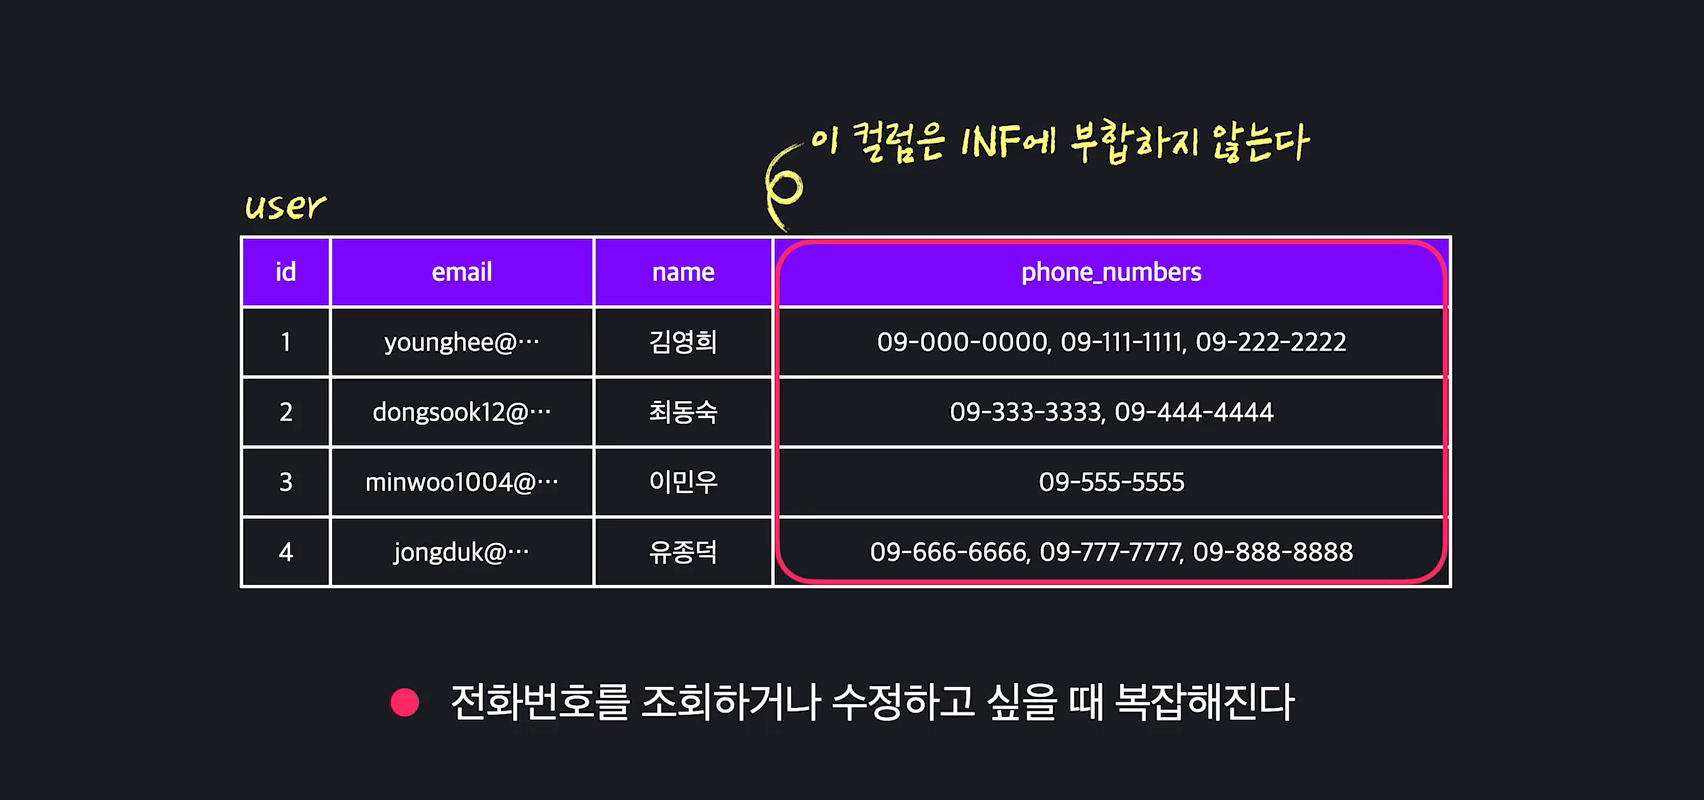 이 컬럼은 1NF에 부합하지 않는다
user
id email name phone_numbers
1 younghee@··· 김영희 09-000-0000, 09-111-1111, 09-222-2222
2 dongsook12@··· 최동숙 09-333-3333, 09-444-4444
3 minwoo1004@··· 이민우 09-555-5555
4 jongduk@··· 유종덕 09-666-6666, 09-777-7777, 09-888-8888
전화번호를 조회하거나 수정하고 싶을 때 복잡해진다